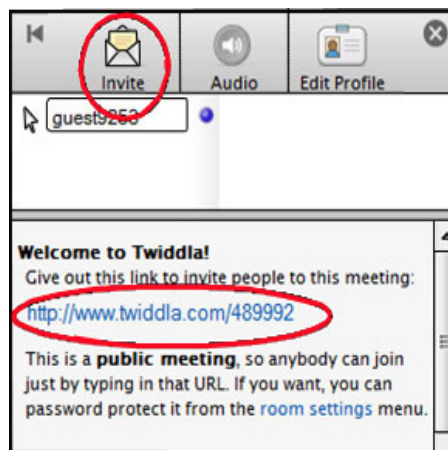 Invite Audio Edit Profile
guest9253
Welcome to Twiddla!
Give out this link to invite people to this meeting:
http://www.twiddla.com/489992
This is a public meeting, so anybody can join
just by typing in that URL. If you want, you can
password protect it from the room settings menu.